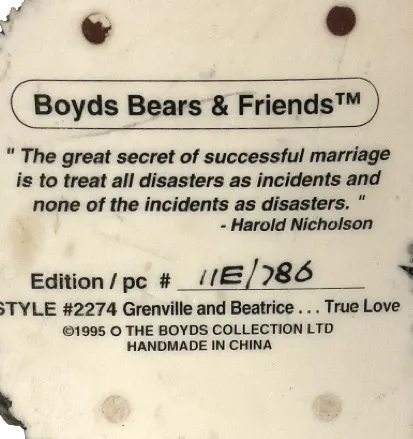 Boyds Bears & Friends™
" The great secret of successful marriage
is to treat all disasters as incidents and
none of the incidents as disasters. "
- Harold Nicholson
Edition / pc # 11E/786
STYLE #2274 Grenville and Beatrice . . . True Love
©1995 O THE BOYDS COLLECTION LTD
HANDMADE IN CHINA